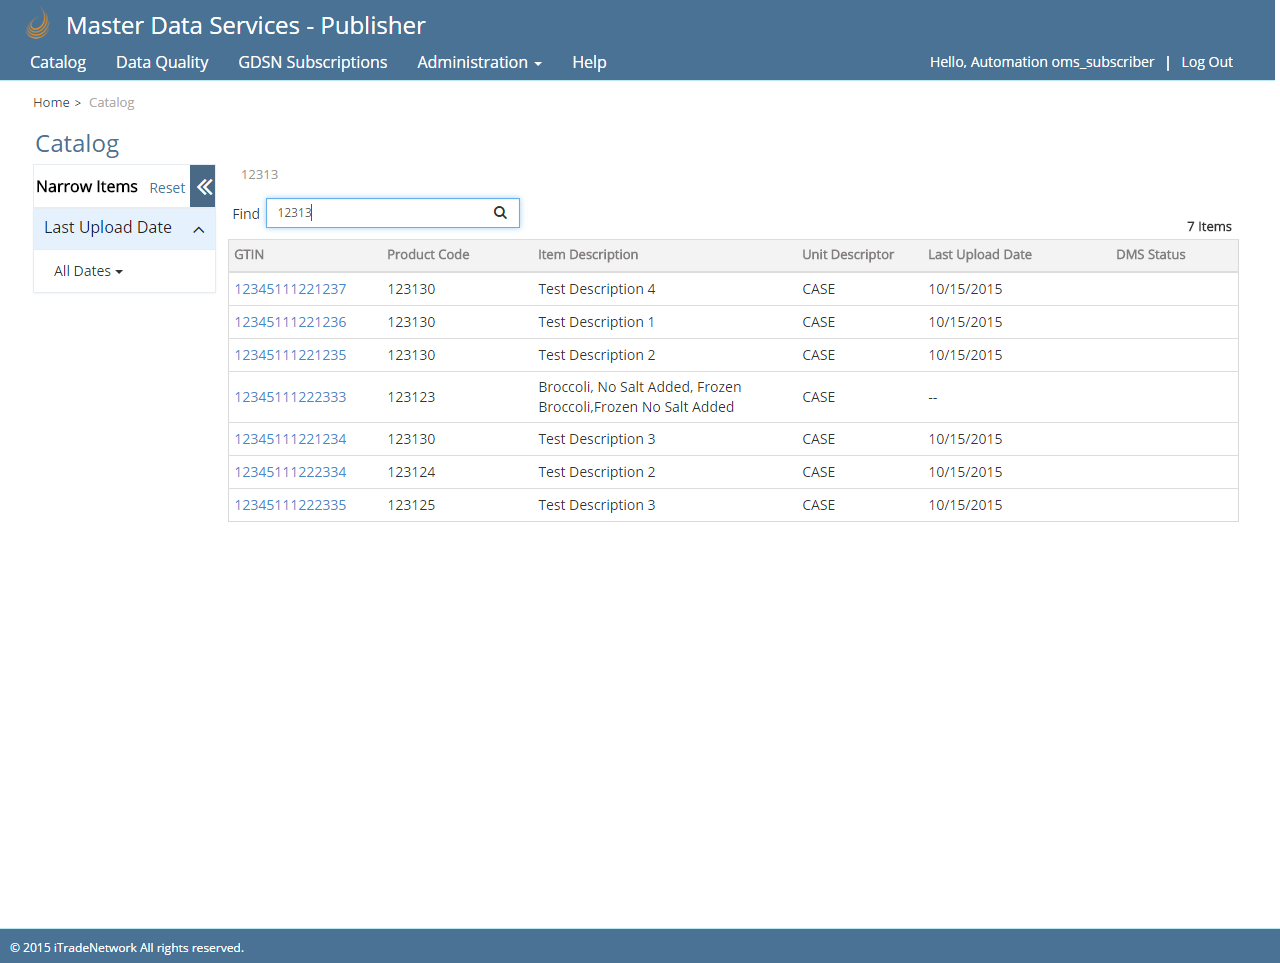 Master Data Services - Publisher
Catalog Data Quality GDSN Subscriptions Administration Help Hello, Automation oms_subscriber | Log Out
Home > Catalog
Catalog
Narrow Items Reset
Last Upload Date
All Dates
12313
Find 12313
7 Items
GTIN Product Code Item Description Unit Descriptor Last Upload Date DMS Status
12345111221237 123130 Test Description 4 CASE 10/15/2015
12345111221236 123130 Test Description 1 CASE 10/15/2015
12345111221235 123130 Test Description 2 CASE 10/15/2015
12345111222333 123123 Broccoli, No Salt Added, Frozen CASE --
Broccoli,Frozen No Salt Added
12345111221234 123130 Test Description 3 CASE 10/15/2015
12345111222334 123124 Test Description 2 CASE 10/15/2015
12345111222335 123125 Test Description 3 CASE 10/15/2015
© 2015 iTradeNetwork All rights reserved.